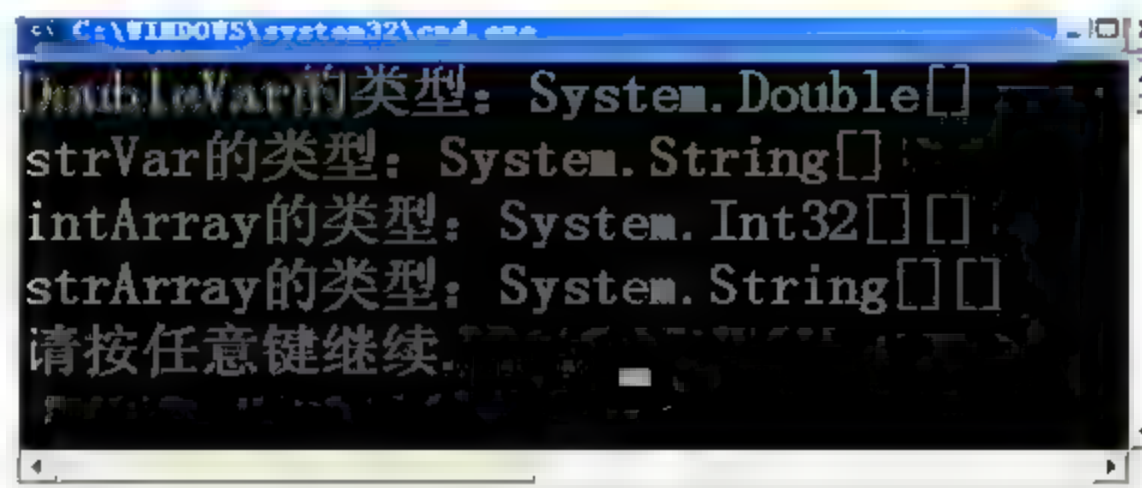 C:\WINDOWS\system32\cmd.exe
DoubleVar的类型：System.Double[]
strVar的类型：System.String[]
intArray的类型：System.Int32[][]
strArray的类型：System.String[][]
请按任意键继续.